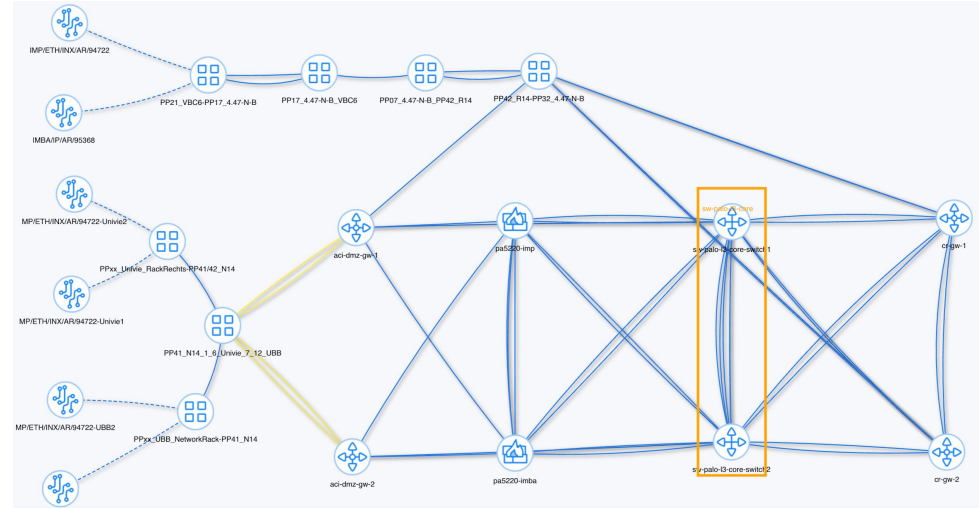 IMP/ETH/INX/AR/94722
PP21_VBC6-PP17_4.47-N-B
PP17_4.47-N-B_VBC6
PP07_4.47-N-B_PP42_R14
PP42_R14-PP32_4.47-N-B
IMBA/IP/AR/95368
MP/ETH/INX/AR/94722-Univie2
sw-palo-l3-core
aci-dmz-gw-1
pa5220-imp
sw-palo-l3-core-switch1
cr-gw-1
PPxx_Univie_RackRechts-PP41/42_N14
MP/ETH/INX/AR/94722-Univie1
PP41_N14_1_6_Univie_7_12_UBB
MP/ETH/INX/AR/94722-UBB2
PPxx_UBB_NetworkRack-PP41_N14
aci-dmz-gw-2
pa5220-imba
sw-palo-l3-core-switch2
cr-gw-2